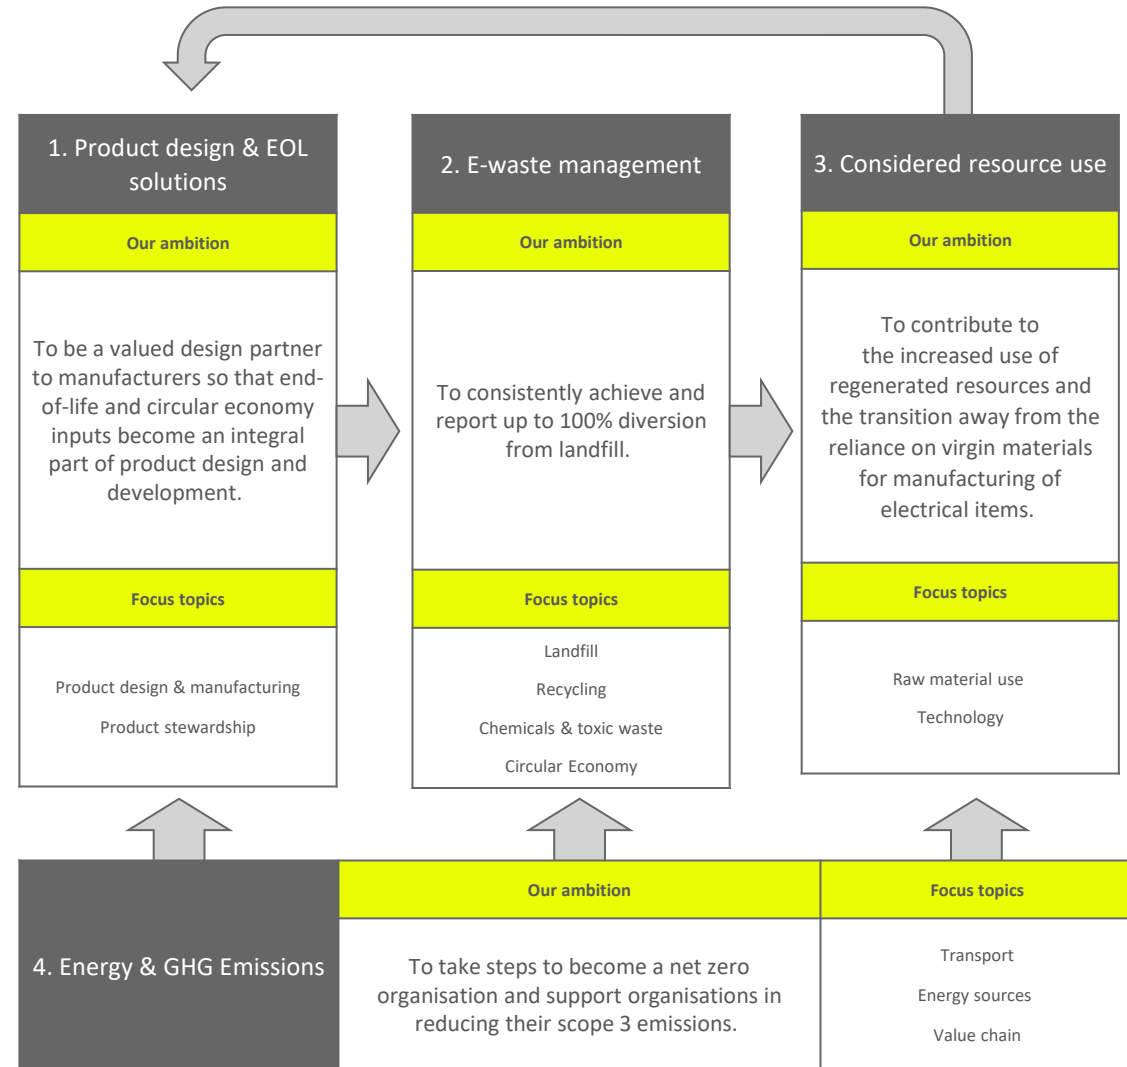 1. Product design & EOL
solutions
Our ambition
To be a valued design partner
to manufacturers so that end-
of-life and circular economy
inputs become an integral
part of product design and
development.
Focus topics
Product design & manufacturing
Product stewardship
2. E-waste management
Our ambition
To consistently achieve and
report up to 100% diversion
from landfill.
Focus topics
Landfill
Recycling
Chemicals & toxic waste
Circular Economy
3. Considered resource use
Our ambition
To contribute to
the increased use of
regenerated resources and
the transition away from the
reliance on virgin materials
for manufacturing of
electrical items.
Focus topics
Raw material use
Technology
4. Energy & GHG Emissions
Our ambition
To take steps to become a net zero
organisation and support organisations in
reducing their scope 3 emissions.
Focus topics
Transport
Energy sources
Value chain